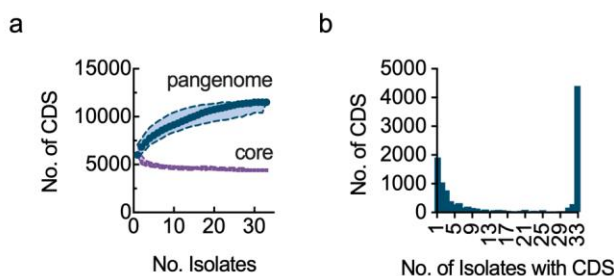 a
b
No. of CDS
15000
10000
5000
0
pangenome
core
0
10
20
30
No. Isolates
No. of CDS
5000
4000
3000
2000
1000
0
1
5
9
13
17
21
25
29
33
No. of Isolates with CDS